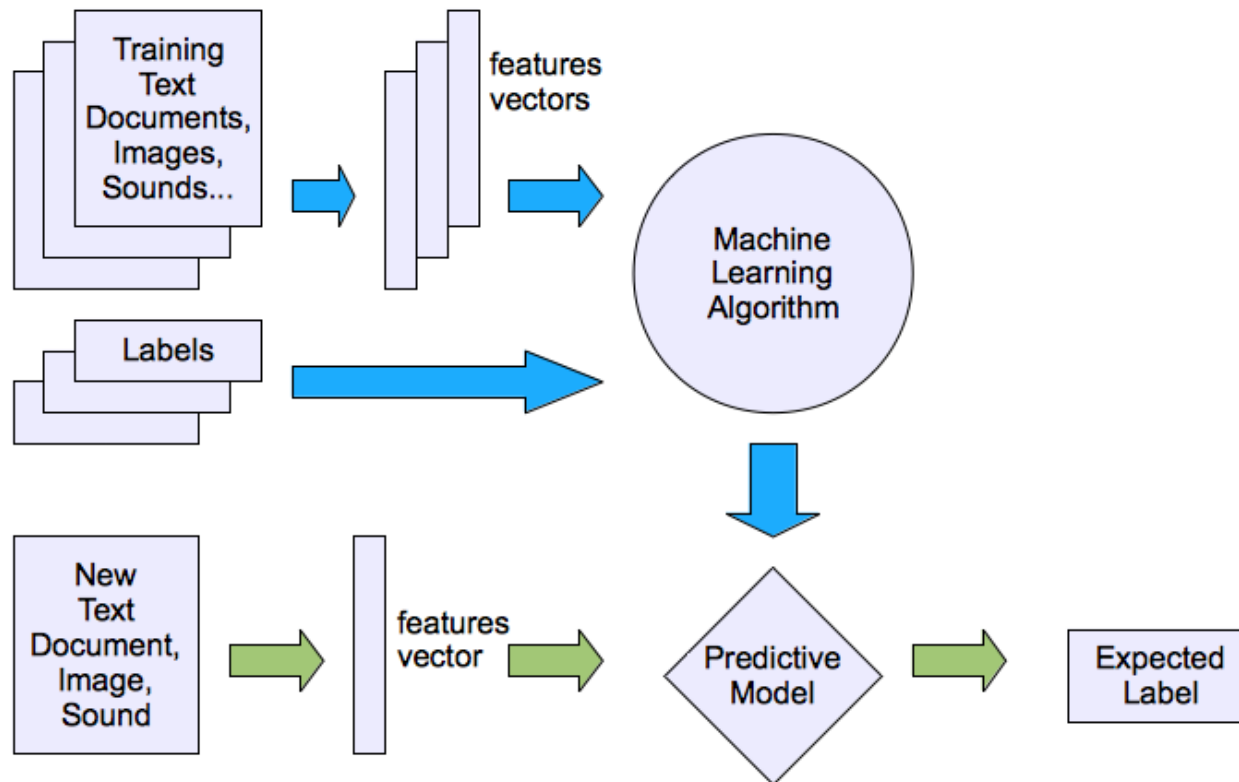 Training
Text
Documents,
Images,
Sounds...
features
vectors
Machine
Learning
Algorithm
Labels
New
Text
Document,
Image,
Sound
features
vector
Predictive
Model
Expected
Label